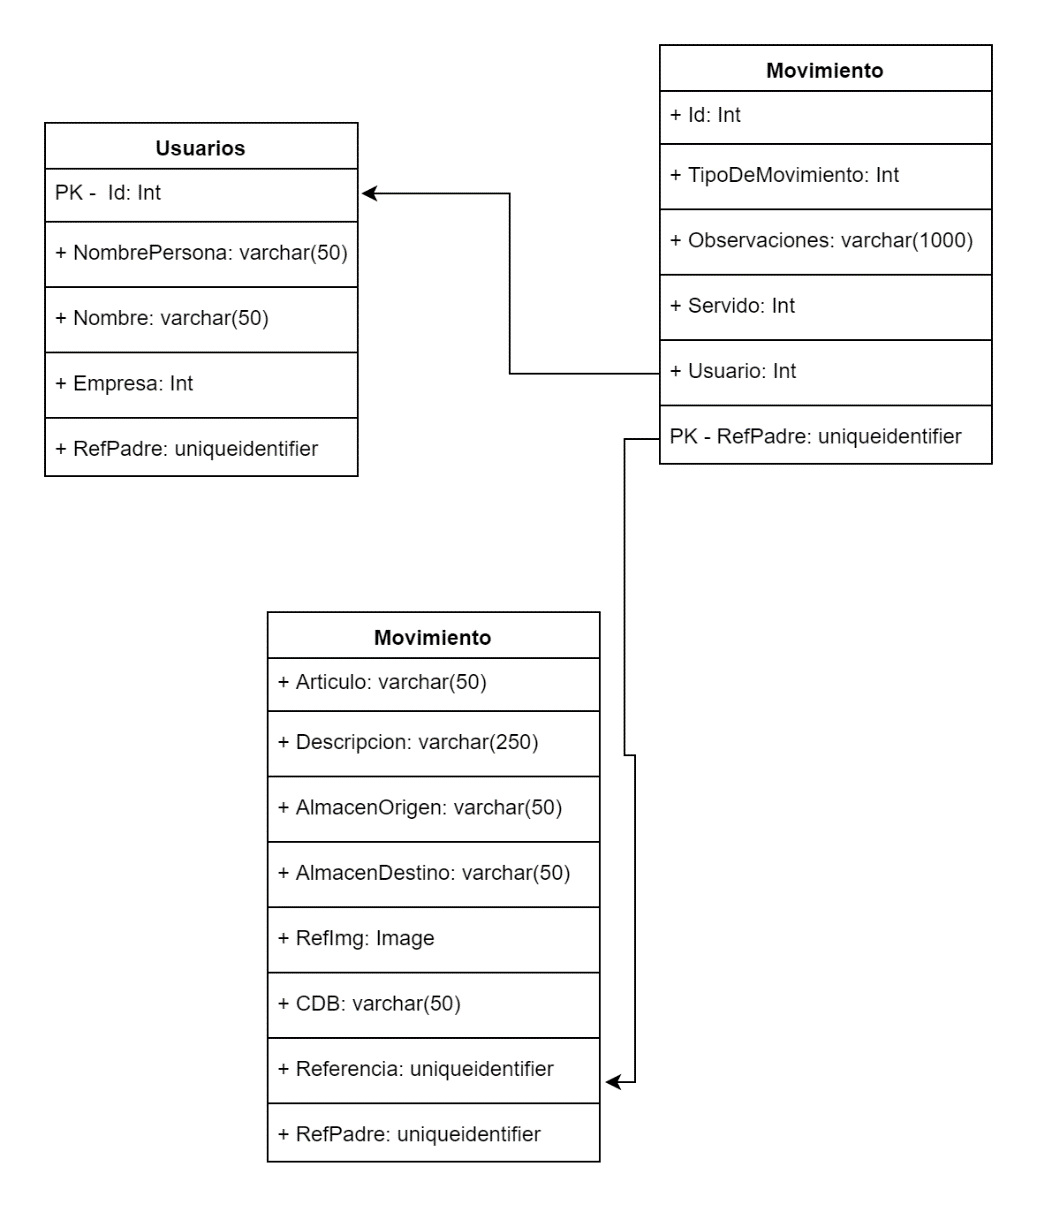 Usuarios
PK -  Id: Int
+ NombrePersona: varchar(50)
+ Nombre: varchar(50)
+ Empresa: Int
+ RefPadre: uniqueidentifier
Movimiento
+ Id: Int
+ TipoDeMovimiento: Int
+ Observaciones: varchar(1000)
+ Servido: Int
+ Usuario: Int
PK - RefPadre: uniqueidentifier
Movimiento
+ Articulo: varchar(50)
+ Descripcion: varchar(250)
+ AlmacenOrigen: varchar(50)
+ AlmacenDestino: varchar(50)
+ RefImg: Image
+ CDB: varchar(50)
+ Referencia: uniqueidentifier
+ RefPadre: uniqueidentifier